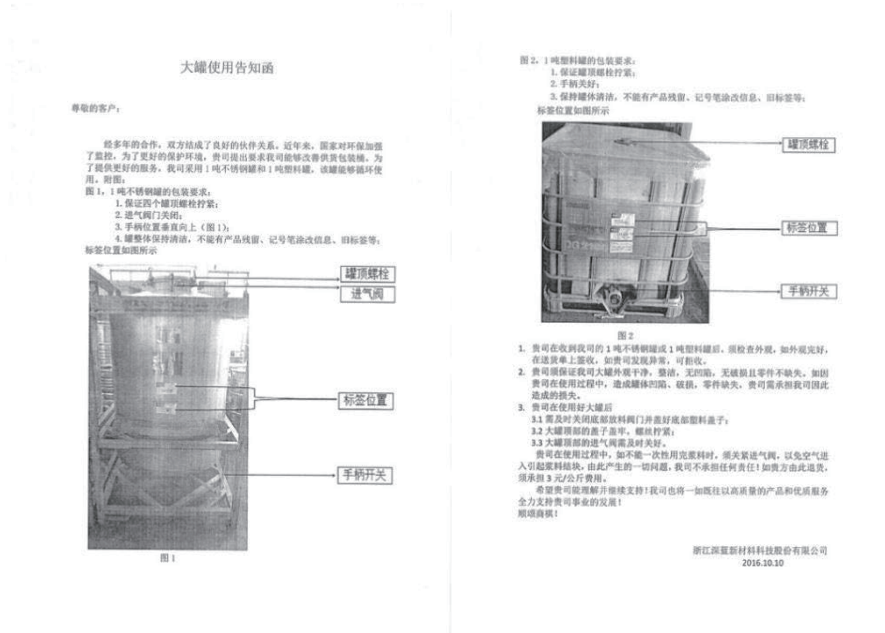 大罐使用告知函
尊敬的客户：
经多年的合作，双方结成了良好的伙伴关系。近年来，国家对环保加强
了监控，为了更好的保护环境，贵司提出要求我司能够改善供货包装桶。为
了提供更好的服务，我司采用1吨不锈钢罐和1吨塑料罐，该罐能够循环使
用。附图：
图1，1吨不锈钢罐的包装要求：
1.保证四个罐顶螺栓拧紧；
2.进气阀门关闭；
3.手柄位置垂直向上（图1）；
4.罐整体保持清洁，不能有产品残留、记号笔涂改信息、旧标签等；
标签位置如图所示
罐顶螺栓
进气阀
标签位置
手柄开关
图1
图2，1吨塑料罐的包装要求：
1.保证罐顶螺栓拧紧；
2.手柄关好；
3.保持罐体清洁，不能有产品残留、记号笔涂改信息、旧标签等；
标签位置如图所示
罐顶螺栓
标签位置
手柄开关
图2
1. 贵司在收到我司的1吨不锈钢罐或1吨塑料罐后，须检查外观，如外观完好，
在送货单上签收，如贵司发现异常，可拒收。
2. 贵司须保证我司大罐外观干净，整洁，无凹陷，无破损且零件不缺失。如因
贵司在使用过程中，造成罐体凹陷、破损，零件缺失，贵司需承担我司因此
造成的损失。
3. 贵司在使用好大罐后
3.1 需及时关闭底部放料阀门并盖好底部塑料盖子；
3.2 大罐顶部的盖子盖牢，螺丝拧紧；
3.3 大罐顶部的进气阀需及时关好。
贵司在使用过程中，如不能一次性用完浆料时，须关紧进气阀，以免空气进
入引起浆料结块，由此产生的一切问题，我司不承担任何责任！如贵方由此退货，
须承担3元/公斤费用。
希望贵司能理解并继续支持！我司也将一如既往以高质量的产品和优质服务
全力支持贵司事业的发展！
顺颂商祺！
浙江深蓝新材料科技股份有限公司
2016.10.10